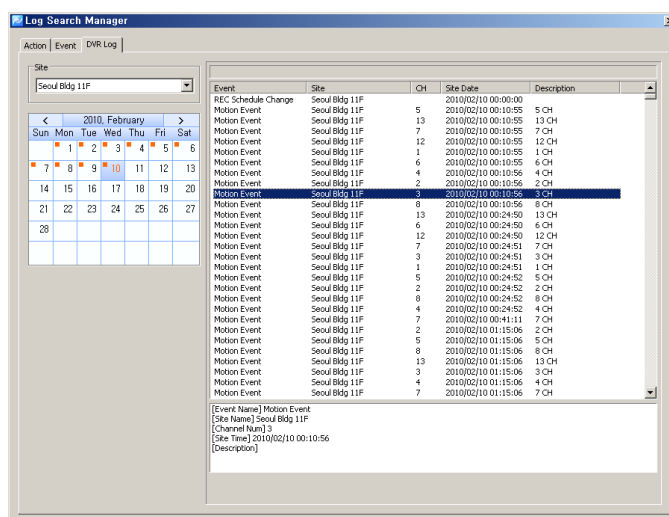 Log Search Manager
Action Event DVR Log
Site
Seoul Bldg 11F
< 2010, February >
Sun Mon Tue Wed Thu Fri Sat
1 2 3 4 5 6
7 8 9 10 11 12 13
14 15 16 17 18 19 20
21 22 23 24 25 26 27
28
Event Site CH Site Date Description
REC Schedule Change Seoul Bldg 11F 2010/02/10 00:00:00
Motion Event Seoul Bldg 11F 5 2010/02/10 00:10:55 5 CH
Motion Event Seoul Bldg 11F 13 2010/02/10 00:10:55 13 CH
Motion Event Seoul Bldg 11F 7 2010/02/10 00:10:55 7 CH
Motion Event Seoul Bldg 11F 12 2010/02/10 00:10:55 12 CH
Motion Event Seoul Bldg 11F 1 2010/02/10 00:10:55 1 CH
Motion Event Seoul Bldg 11F 6 2010/02/10 00:10:55 6 CH
Motion Event Seoul Bldg 11F 4 2010/02/10 00:10:56 4 CH
Motion Event Seoul Bldg 11F 2 2010/02/10 00:10:56 2 CH
Motion Event Seoul Bldg 11F 3 2010/02/10 00:10:56 3 CH
Motion Event Seoul Bldg 11F 8 2010/02/10 00:10:56 8 CH
Motion Event Seoul Bldg 11F 13 2010/02/10 00:24:50 13 CH
Motion Event Seoul Bldg 11F 6 2010/02/10 00:24:50 6 CH
Motion Event Seoul Bldg 11F 12 2010/02/10 00:24:50 12 CH
Motion Event Seoul Bldg 11F 7 2010/02/10 00:24:51 7 CH
Motion Event Seoul Bldg 11F 3 2010/02/10 00:24:51 3 CH
Motion Event Seoul Bldg 11F 1 2010/02/10 00:24:51 1 CH
Motion Event Seoul Bldg 11F 5 2010/02/10 00:24:52 5 CH
Motion Event Seoul Bldg 11F 2 2010/02/10 00:24:52 2 CH
Motion Event Seoul Bldg 11F 8 2010/02/10 00:24:52 8 CH
Motion Event Seoul Bldg 11F 4 2010/02/10 00:24:52 4 CH
Motion Event Seoul Bldg 11F 7 2010/02/10 00:41:11 7 CH
Motion Event Seoul Bldg 11F 2 2010/02/10 01:15:06 2 CH
Motion Event Seoul Bldg 11F 5 2010/02/10 01:15:06 5 CH
Motion Event Seoul Bldg 11F 8 2010/02/10 01:15:06 8 CH
Motion Event Seoul Bldg 11F 13 2010/02/10 01:15:06 13 CH
Motion Event Seoul Bldg 11F 3 2010/02/10 01:15:06 3 CH
Motion Event Seoul Bldg 11F 4 2010/02/10 01:15:06 4 CH
Motion Event Seoul Bldg 11F 7 2010/02/10 01:15:06 7 CH
[Event Name] Motion Event
[Site Name] Seoul Bldg 11F
[Channel Num] 3
[Site Time] 2010/02/10 00:10:56
[Description]